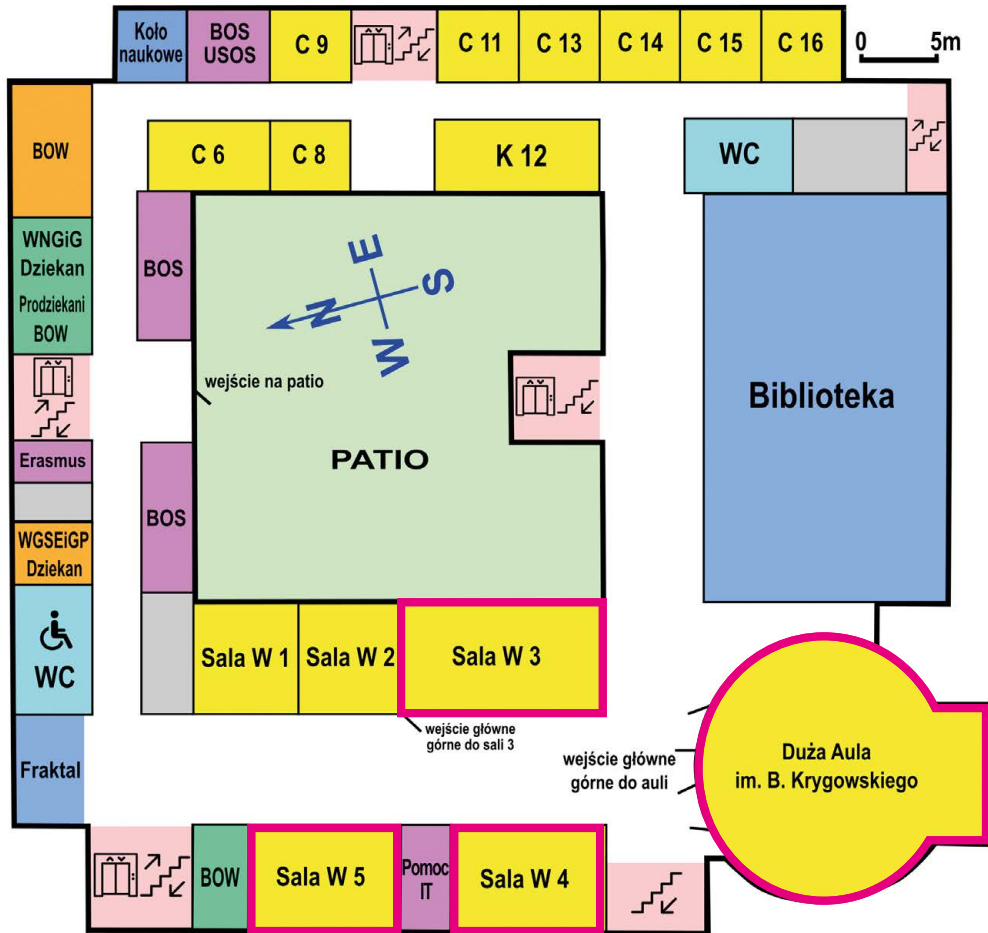 Koło
naukowe
BOS
USOS
C 9
C 11
C 13
C 14
C 15
C 16
0 5m
BOW
C 6
C 8
K 12
WC
WNGiG
Dziekan
Prodziekani
BOW
BOS
E
S
N
W
wejście na patio
Biblioteka
PATIO
Erasmus
BOS
WGSEiGP
Dziekan
WC
Sala W 1
Sala W 2
Sala W 3
wejście główne
górne do sali 3
Fraktal
wejście główne
górne do auli
Duża Aula
im. B. Krygowskiego
BOW
Sala W 5
Pomoc
IT
Sala W 4